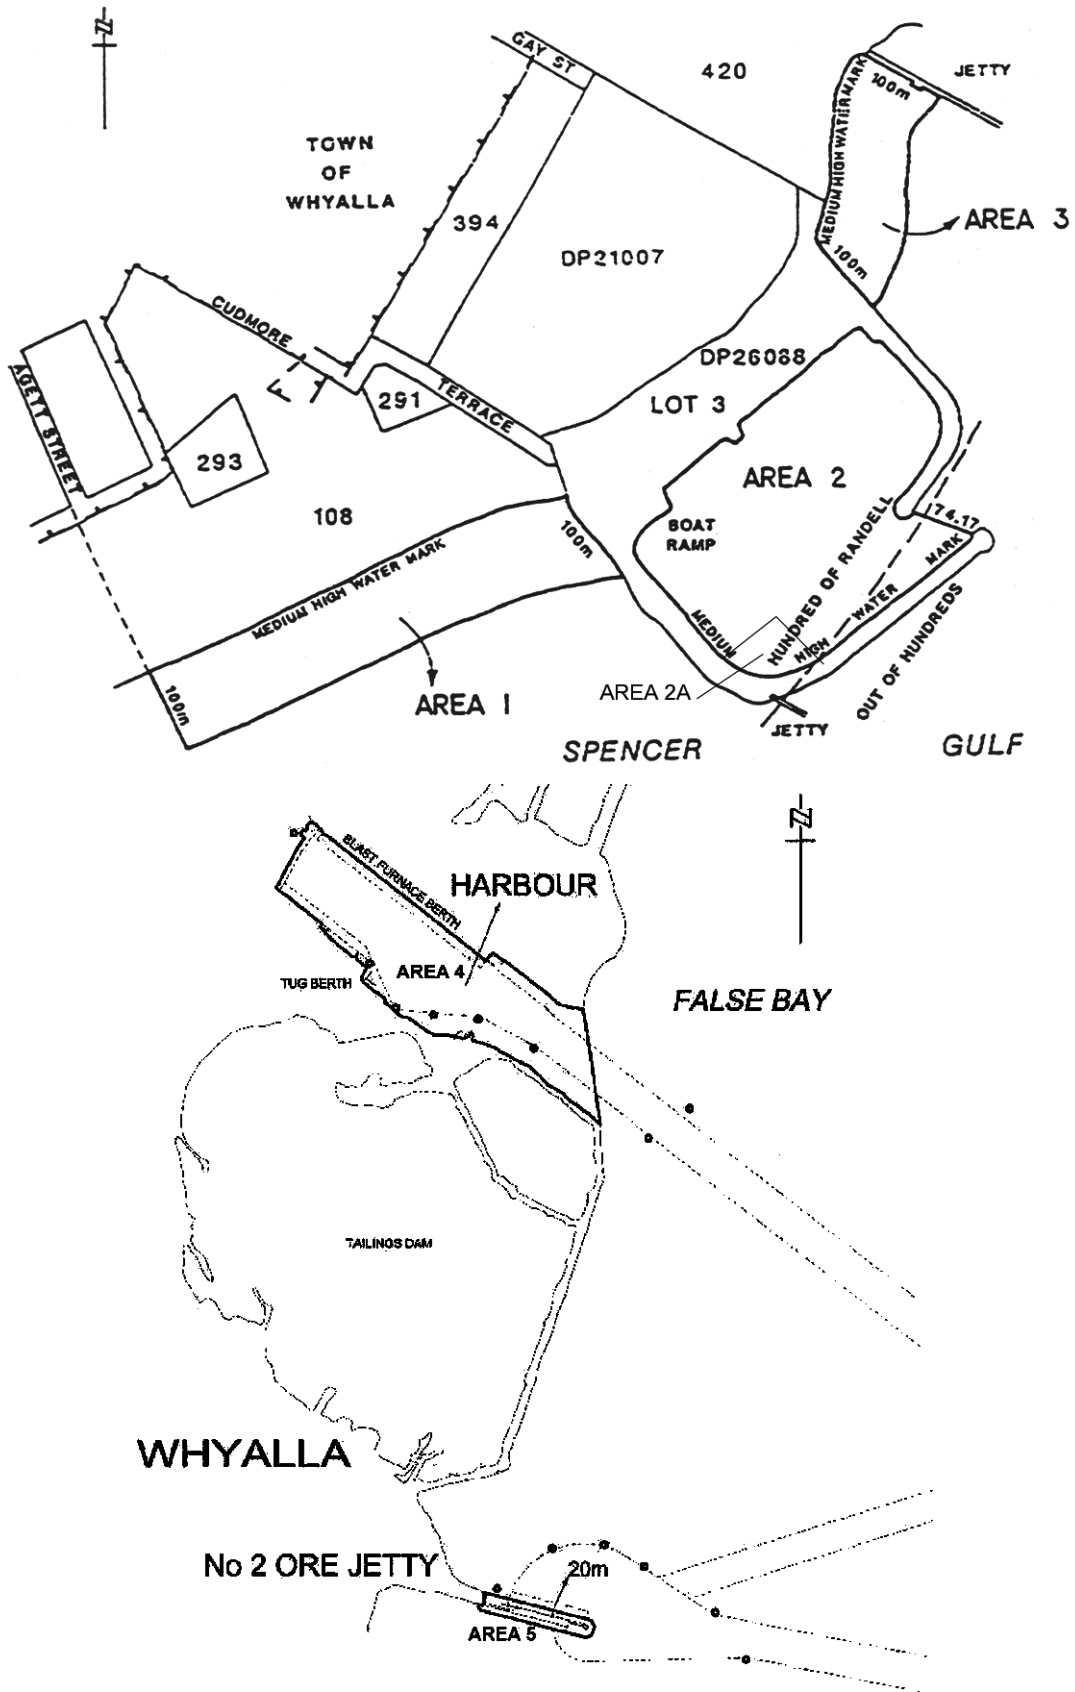 N
GAY ST
420
JETTY
100m
MEDIUM HIGH WATER MARK
TOWN
OF
WHYALLA
394
DP21007
AREA 3
100m
CUDMORE
TERRACE
DP26088
LOT 3
291
AGETT STREET
293
AREA 2
108
BOAT
RAMP
100m
74.17
MEDIUM HIGH WATER MARK
HUNDRED OF RANDELL
MEDIUM HIGH WATER MARK
OUT OF HUNDREDS
100m
AREA 1
AREA 2A
JETTY
SPENCER GULF
N
BLAST FURNACE BERTH
HARBOUR
AREA 4
TUG BERTH
FALSE BAY
TAILINGS DAM
WHYALLA
No 2 ORE JETTY
20m
AREA 5